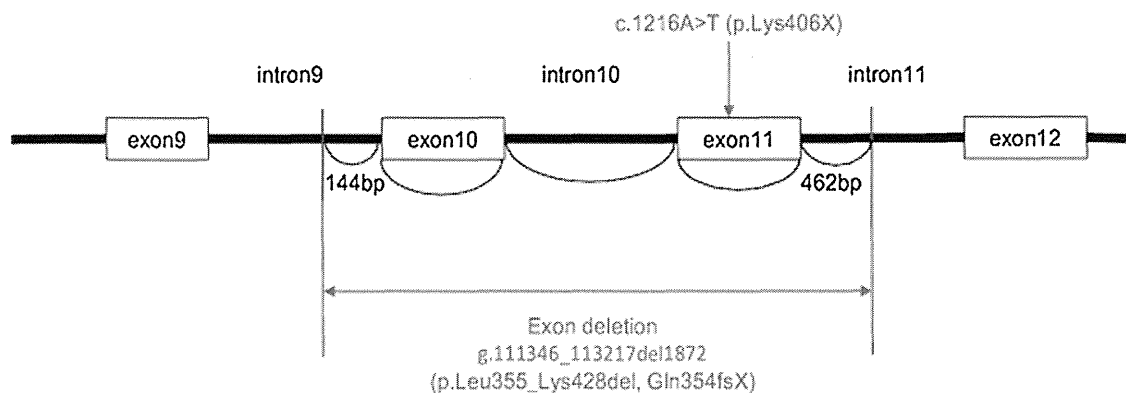 c.1216A>T (p.Lys406X)
intron9 intron10 intron11
exon9 exon10 exon11 exon12
144bp 462bp
Exon deletion
g.111346_113217del1872
(p.Leu355_Lys428del, Gln354fsX)